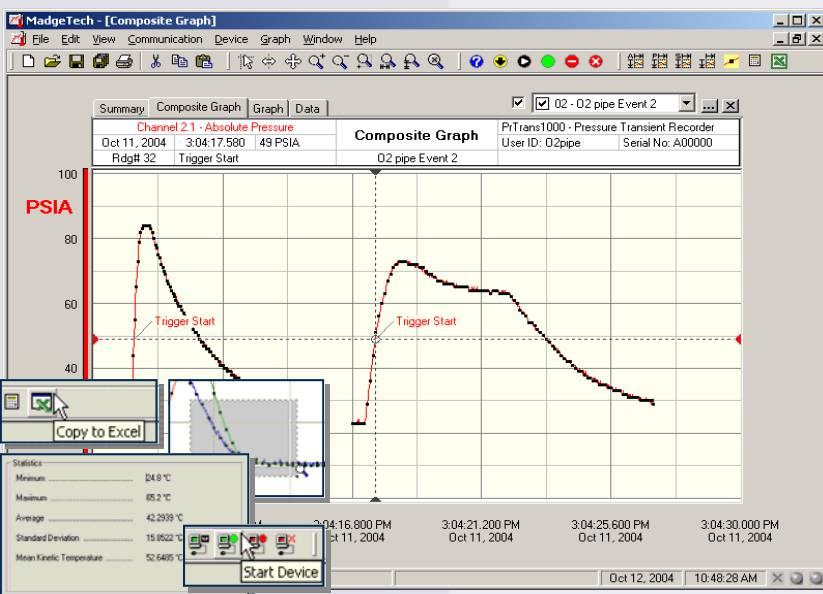 MadgeTech - [Composite Graph]
File Edit View Communication Device Graph Window Help
Summary Composite Graph Graph Data
O2 - O2 pipe Event 2
Channel 2.1 - Absolute Pressure
Oct 11, 2004 3:04:17.580 49 PSIA
Rdg# 32 Trigger Start
Composite Graph
O2 pipe Event 2
PrTrans1000 - Pressure Transient Recorder
User ID: O2pipe Serial No: A00000
100
PSIA
80
60
Trigger Start
Trigger Start
40
Copy to Excel
Statistics
Minimum 24.8 °C
Maximum 65.2 °C
Average 42.2939 °C
Standard Deviation 15.8522 °C
Mean Kinetic Temperature 52.6485 °C
Start Device
3:04:16.800 PM 3:04:21.200 PM 3:04:25.600 PM 3:04:30.000 PM
Oct 11, 2004 Oct 11, 2004 Oct 11, 2004
Oct 12, 2004 10:48:28 AM